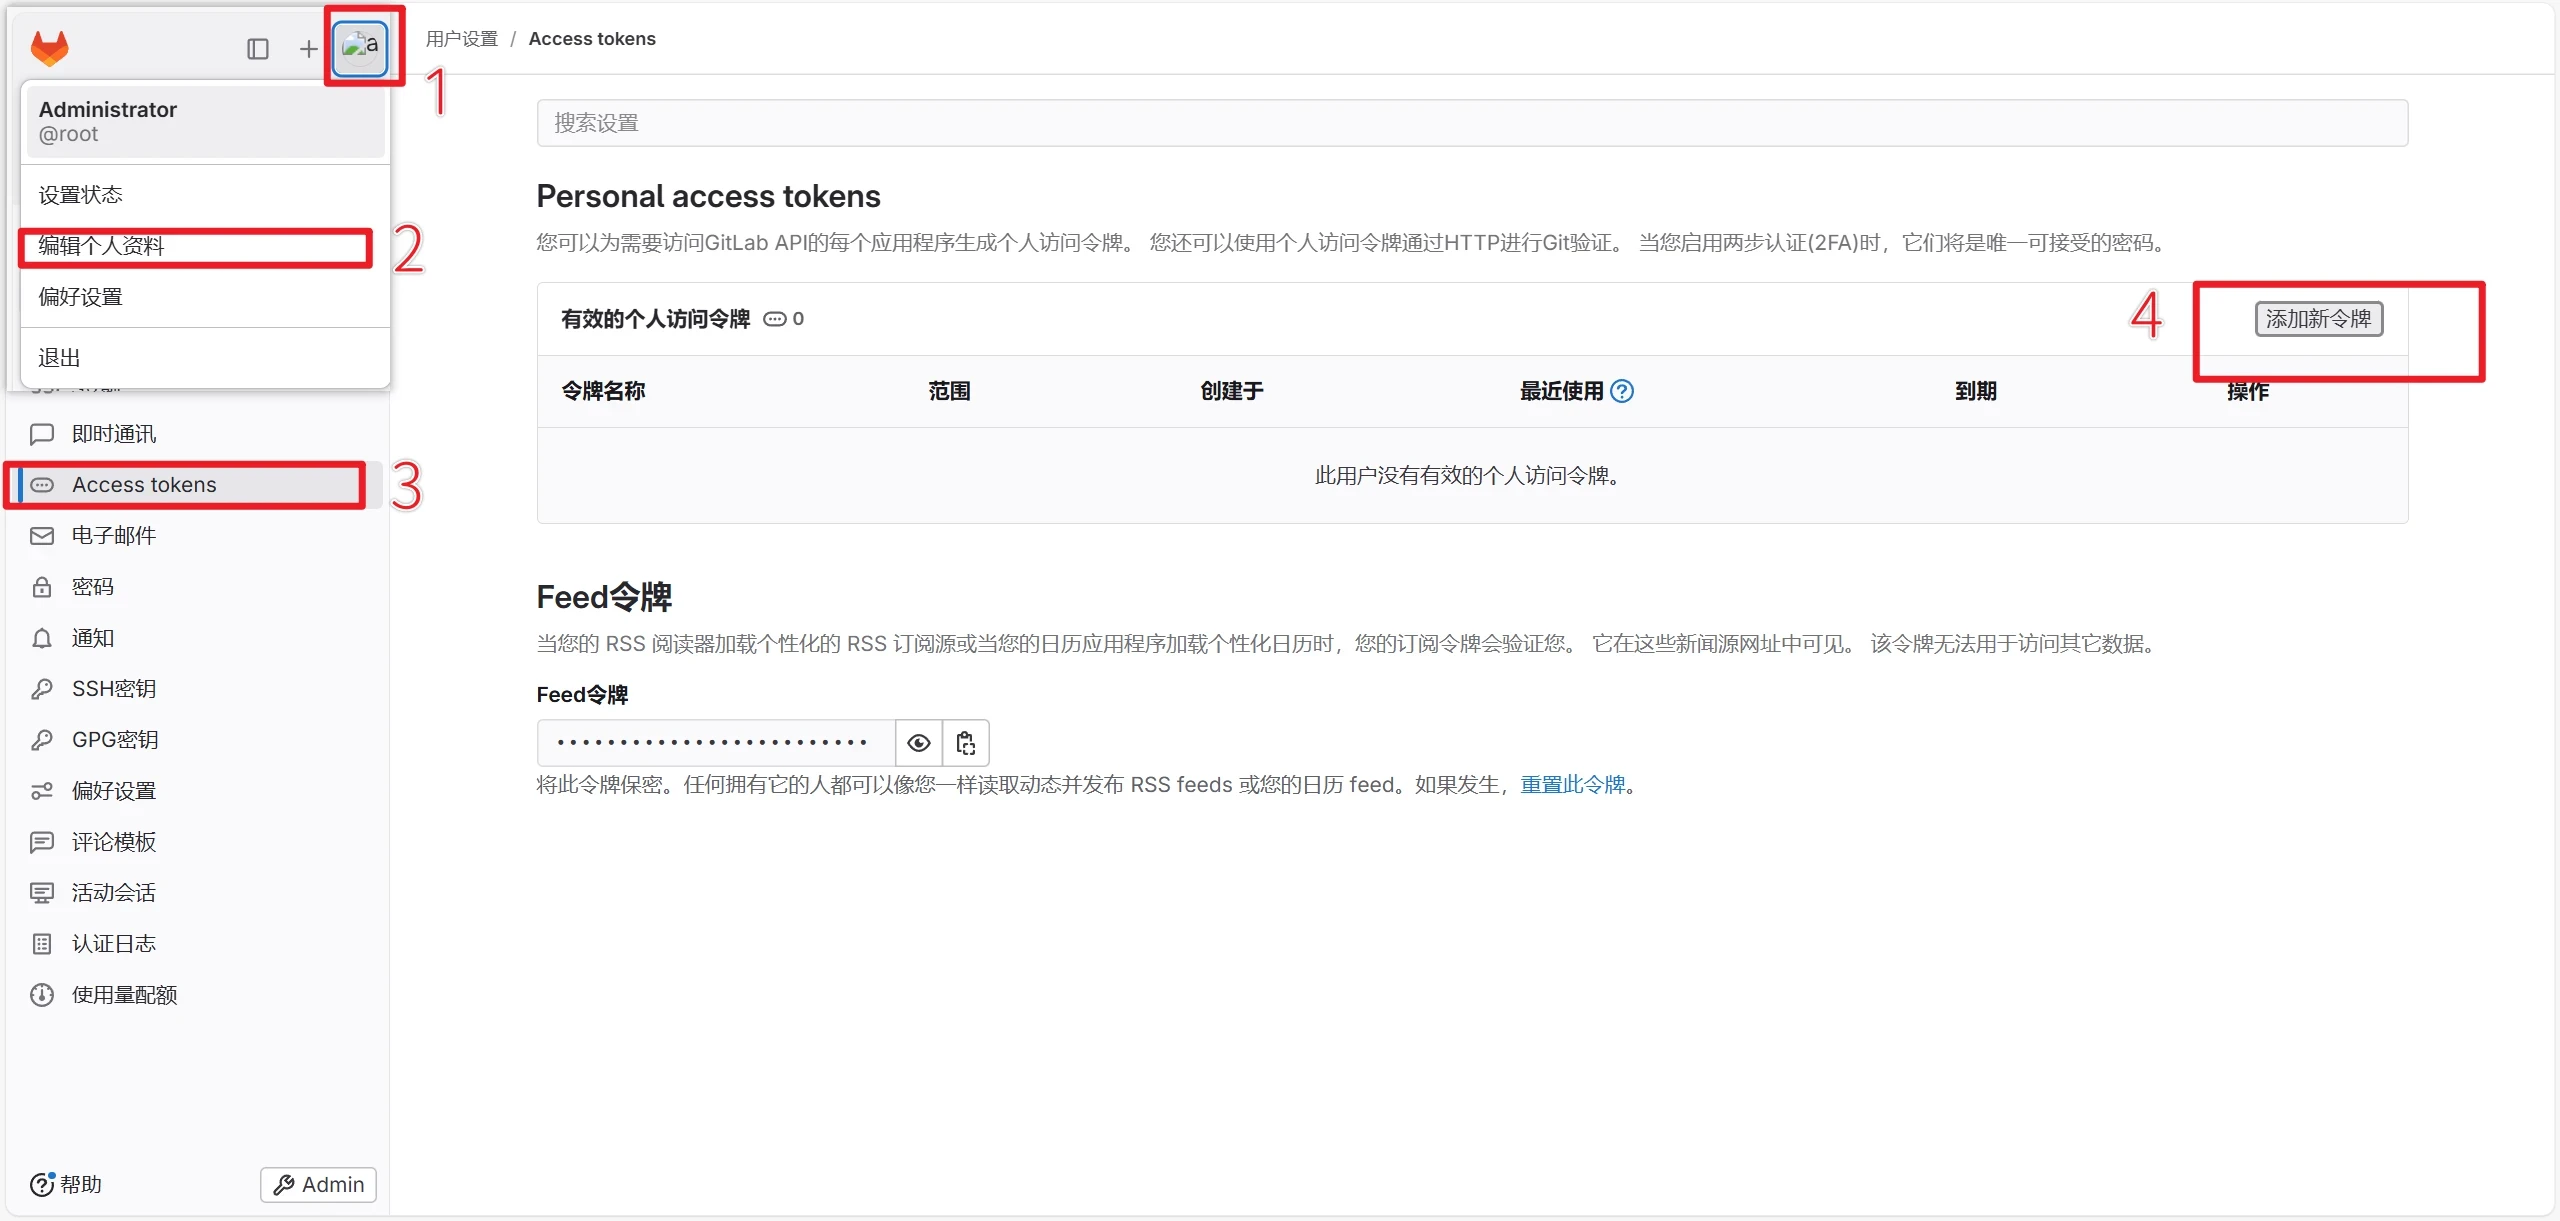 a
用户设置 / Access tokens
1
Administrator
@root
设置状态
编辑个人资料
2
偏好设置
退出
即时通讯
Access tokens
3
电子邮件
密码
通知
SSH密钥
GPG密钥
偏好设置
评论模板
活动会话
认证日志
使用量配额
帮助
Admin
搜索设置
Personal access tokens
您可以为需要访问GitLab API的每个应用程序生成个人访问令牌。 您还可以使用个人访问令牌通过HTTP进行Git验证。 当您启用两步认证(2FA)时，它们将是唯一可接受的密码。
有效的个人访问令牌 0
4
添加新令牌
令牌名称 范围 创建于 最近使用 到期 操作
此用户没有有效的个人访问令牌。
Feed令牌
当您的 RSS 阅读器加载个性化的 RSS 订阅源或当您的日历应用程序加载个性化日历时，您的订阅令牌会验证您。 它在这些新闻源网址中可见。 该令牌无法用于访问其它数据。
Feed令牌
•••••••••••••••••••••••••
将此令牌保密。任何拥有它的人都可以像您一样读取动态并发布 RSS feeds 或您的日历 feed。如果发生，重置此令牌。